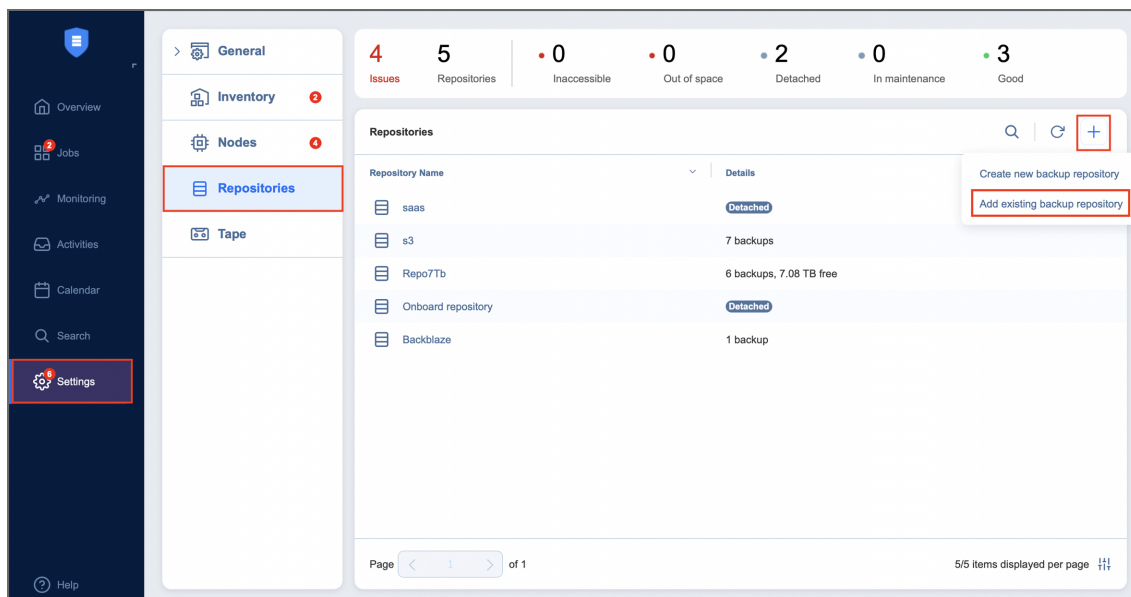 Overview
2
Jobs
Monitoring
Activities
Calendar
Search
6
Settings
Help
General
Inventory 2
Nodes 4
Repositories
Tape
4 5 0 0 2 0 3
Issues Repositories Inaccessible Out of space Detached In maintenance Good
Repositories
Repository Name Details
Create new backup repository
Add existing backup repository
saas Detached
s3 7 backups
Repo7Tb 6 backups, 7.08 TB free
Onboard repository Detached
Backblaze 1 backup
Page 1 of 1 5/5 items displayed per page